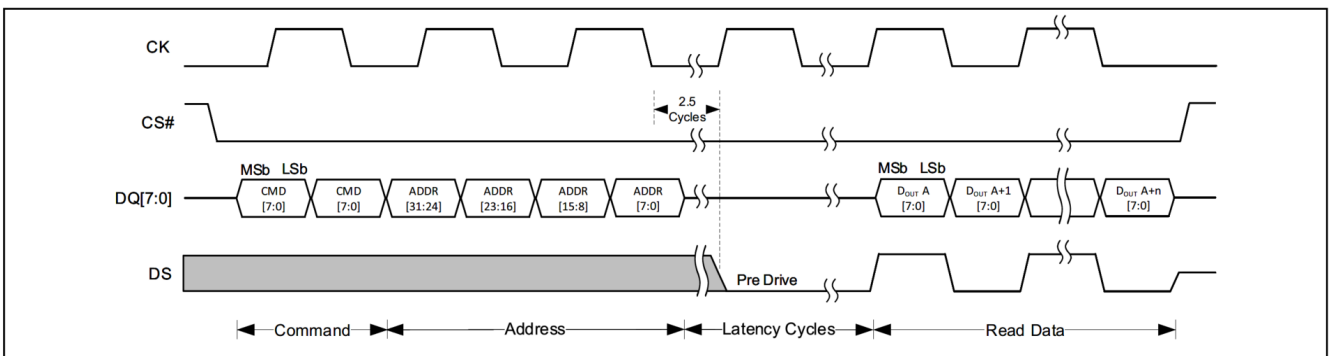 CK
2.5
Cycles
CS#
MSb LSb
MSb LSb
DQ[7:0]
CMD
[7:0]
CMD
[7:0]
ADDR
[31:24]
ADDR
[23:16]
ADDR
[15:8]
ADDR
[7:0]
DOUT A
[7:0]
DOUT A+1
[7:0]
DOUT A+n
[7:0]
DS
Pre Drive
Command
Address
Latency Cycles
Read Data